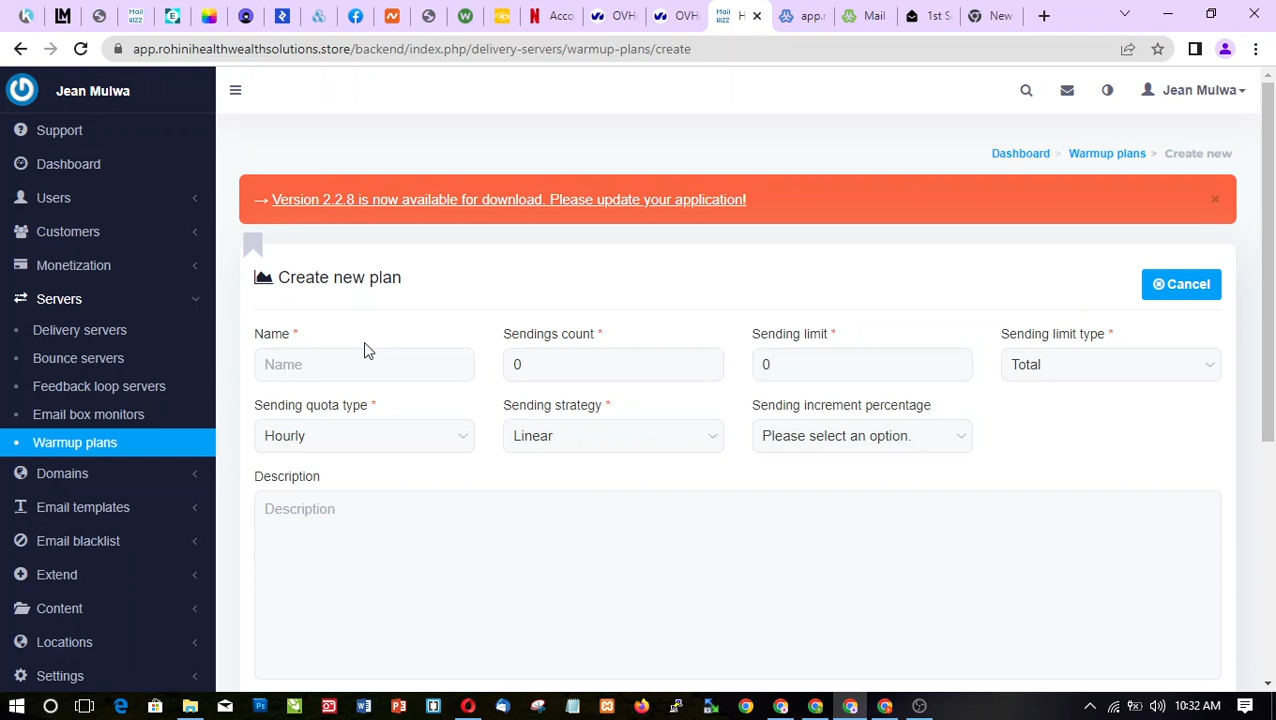 Acco
OVH
OVH
H
app.r
Mail -
1st S
New
app.rohinihealthwealthsolutions.store/backend/index.php/delivery-servers/warmup-plans/create
Jean Mulwa
Jean Mulwa
Support
Dashboard
Users
Customers
Monetization
Servers
Delivery servers
Bounce servers
Feedback loop servers
Email box monitors
Warmup plans
Domains
Email templates
Email blacklist
Extend
Content
Locations
Settings
Dashboard > Warmup plans > Create new
→ Version 2.2.8 is now available for download. Please update your application! ×
Create new plan
Cancel
Name * Sendings count * Sending limit * Sending limit type *
Name 0 0 Total
Sending quota type * Sending strategy * Sending increment percentage
Hourly Linear Please select an option.
Description
Description
10:32 AM